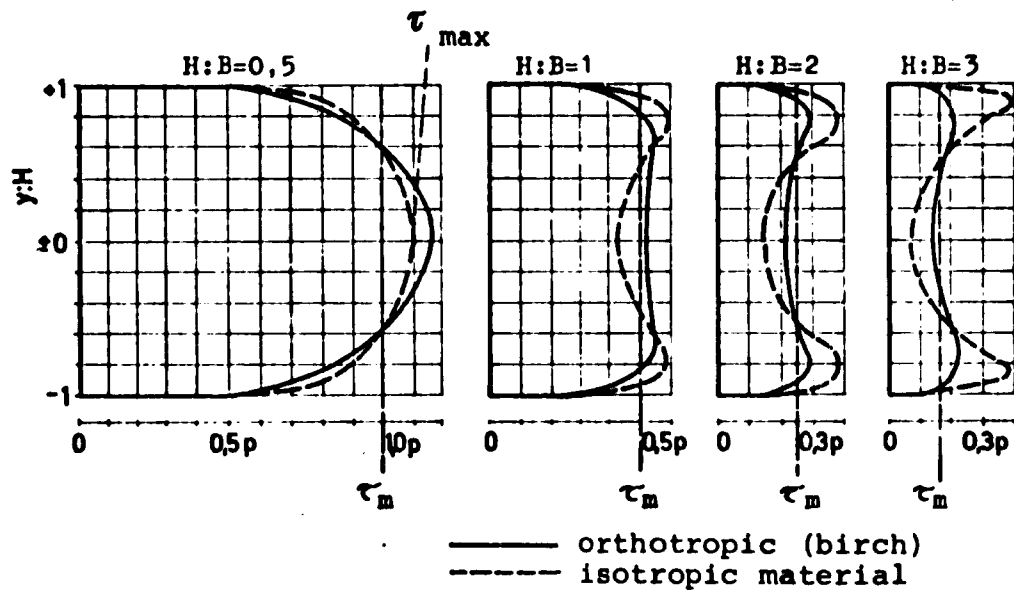 τ max
H:B=0,5 H:B=1 H:B=2 H:B=3
+1
y:H
±0
-1
0 0,5p 1,0p 0 0,5p 0 0,3p 0 0,3p
τm τm τm τm
orthotropic (birch)
isotropic material